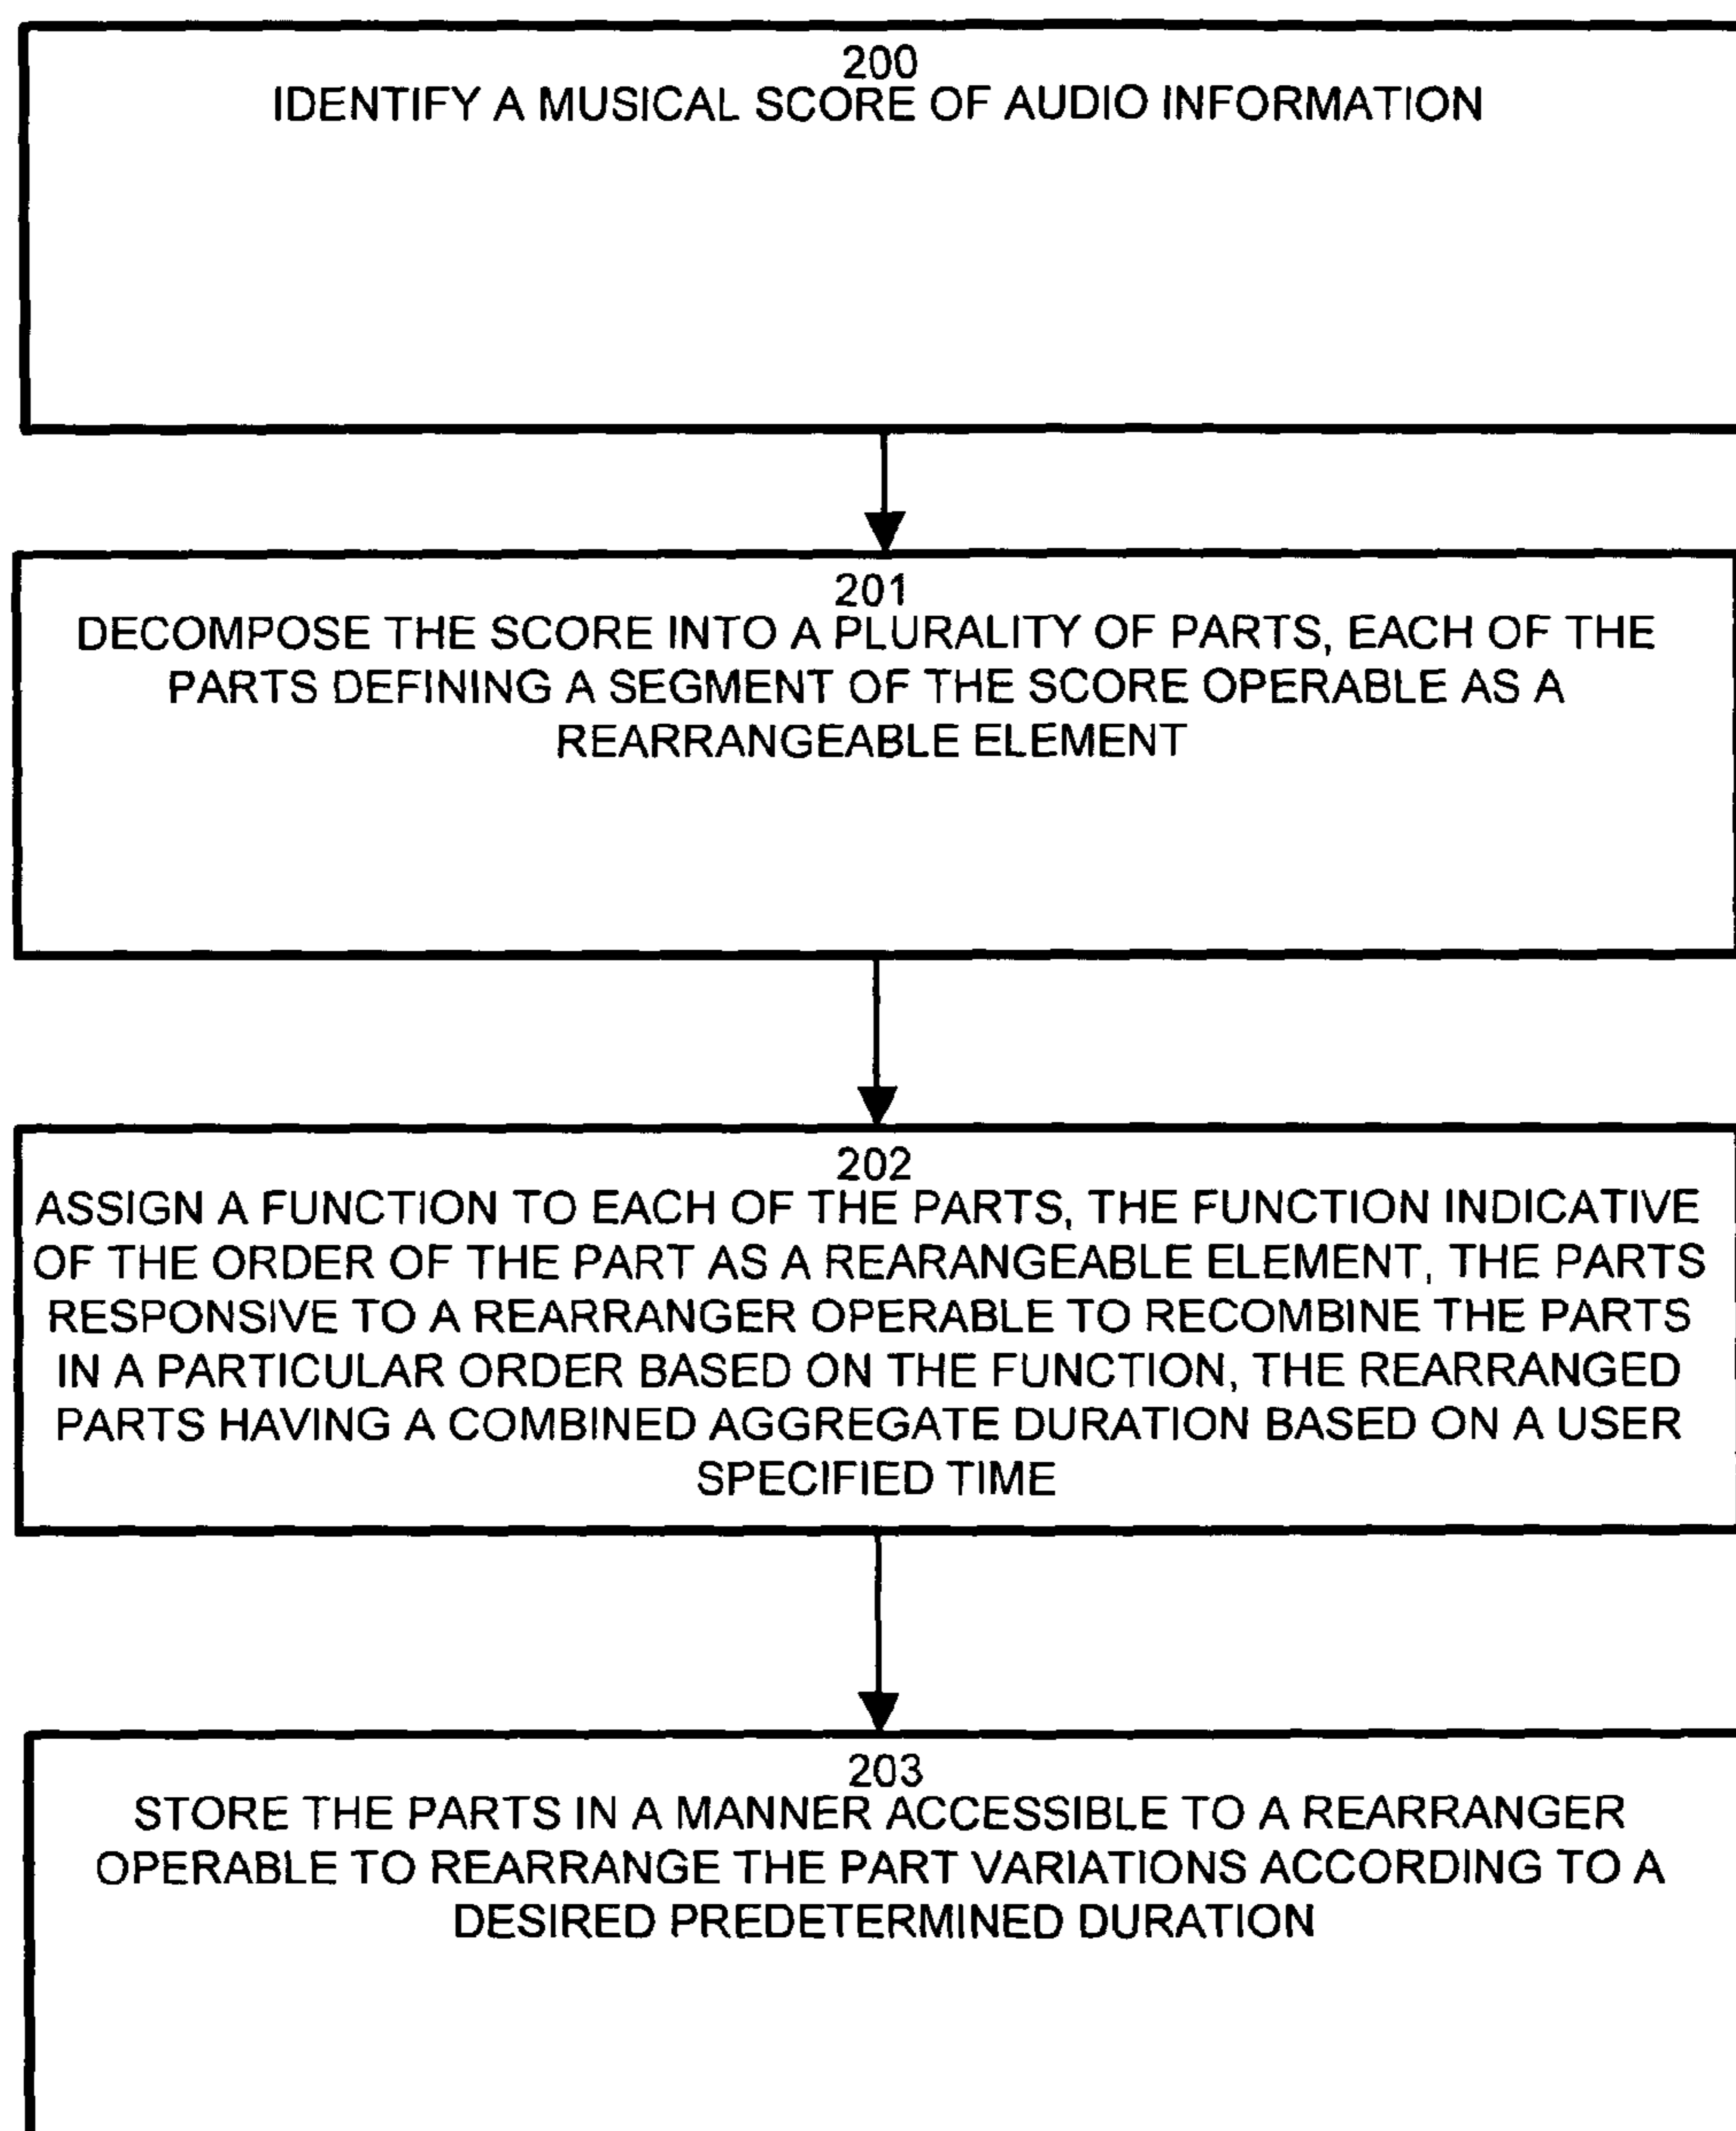 200
IDENTIFY A MUSICAL SCORE OF AUDIO INFORMATION
201
DECOMPOSE THE SCORE INTO A PLURALITY OF PARTS, EACH OF THE
PARTS DEFINING A SEGMENT OF THE SCORE OPERABLE AS A
REARRANGEABLE ELEMENT
202
ASSIGN A FUNCTION TO EACH OF THE PARTS, THE FUNCTION INDICATIVE
OF THE ORDER OF THE PART AS A REARANGEABLE ELEMENT, THE PARTS
RESPONSIVE TO A REARRANGER OPERABLE TO RECOMBINE THE PARTS
IN A PARTICULAR ORDER BASED ON THE FUNCTION, THE REARRANGED
PARTS HAVING A COMBINED AGGREGATE DURATION BASED ON A USER
SPECIFIED TIME
203
STORE THE PARTS IN A MANNER ACCESSIBLE TO A REARRANGER
OPERABLE TO REARRANGE THE PART VARIATIONS ACCORDING TO A
DESIRED PREDETERMINED DURATION